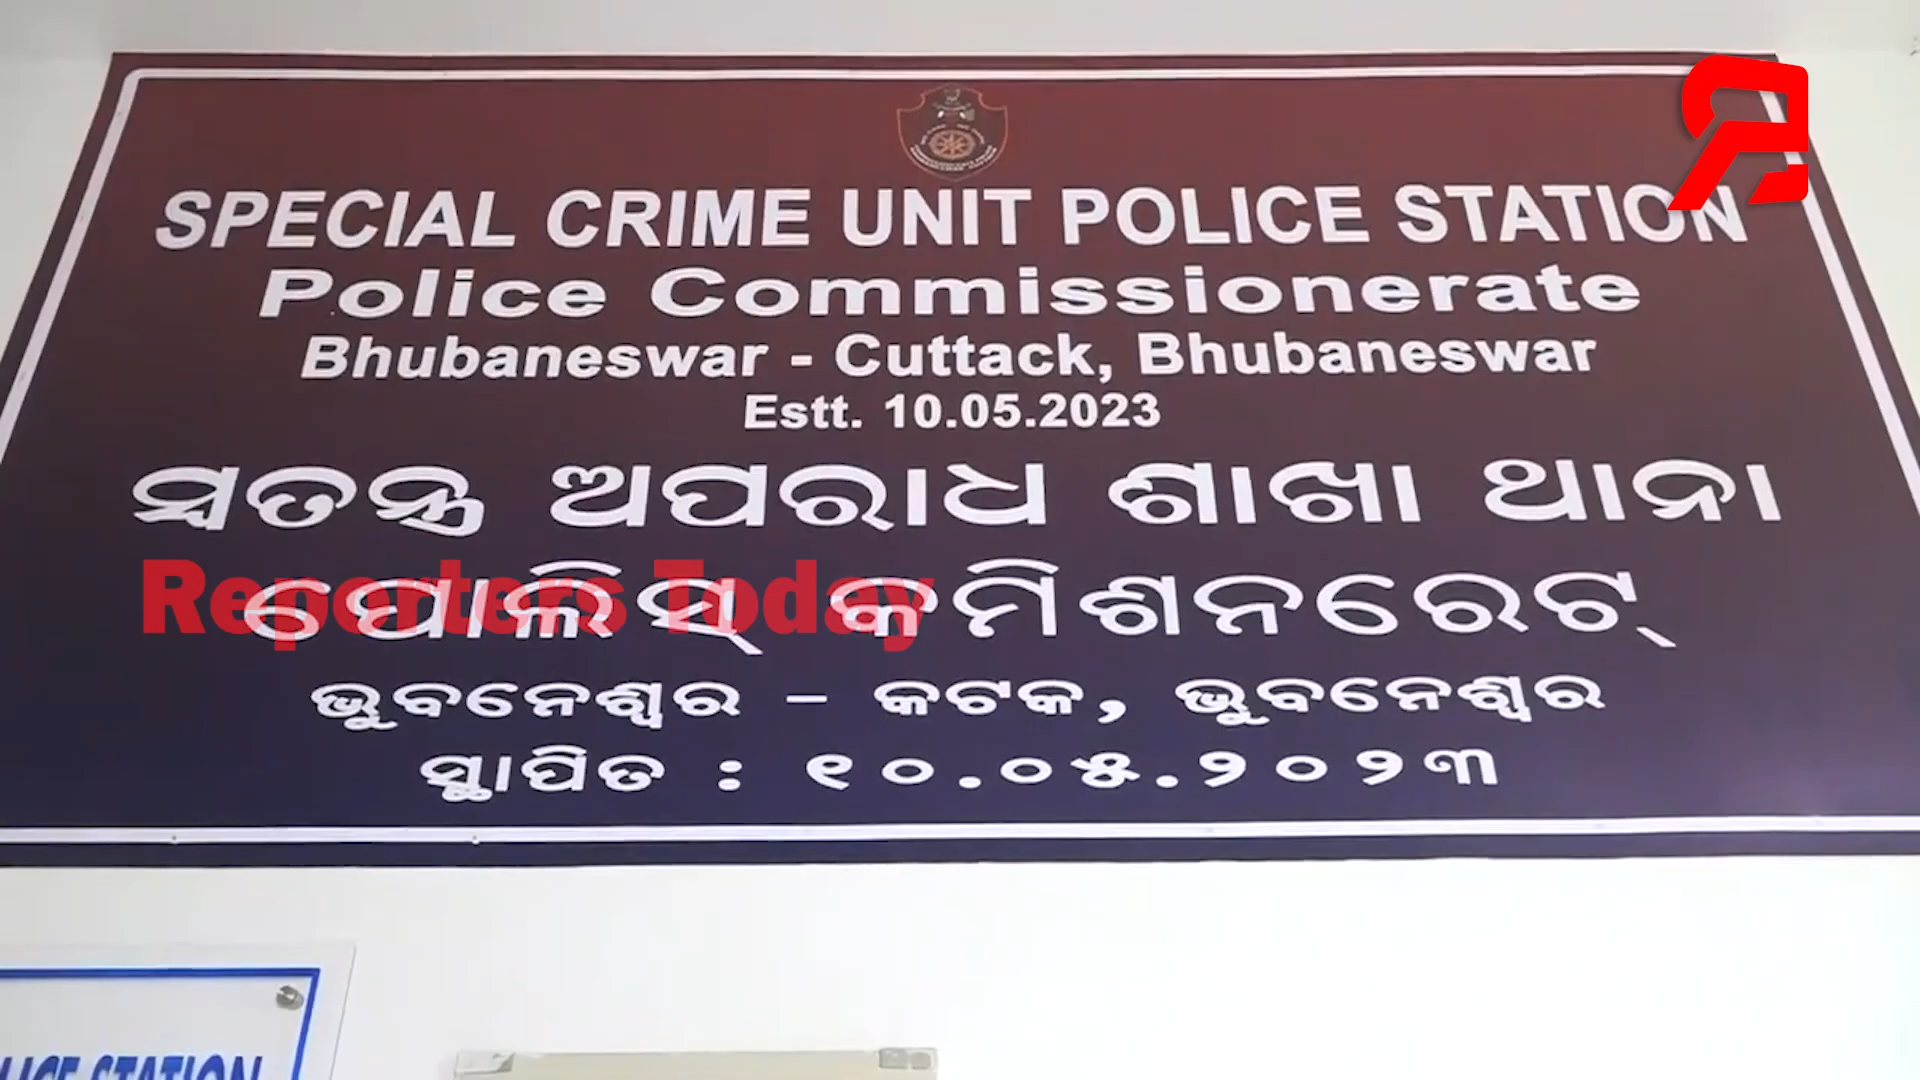 SPECIAL CRIME UNIT POLICE STATION
Police Commissionerate
Bhubaneswar - Cuttack, Bhubaneswar
Estt. 10.05.2023
ସ୍ୱତନ୍ତ୍ର ଅପରାଧ ଶାଖା ଥାନା
ପୋଲିସ୍ କମିଶନରେଟ୍
Reporters Today
ଭୁବନେଶ୍ୱର - କଟକ, ଭୁବନେଶ୍ୱର
ସ୍ଥାପିତ : ୧୦.୦୫.୨୦୨୩
STATION